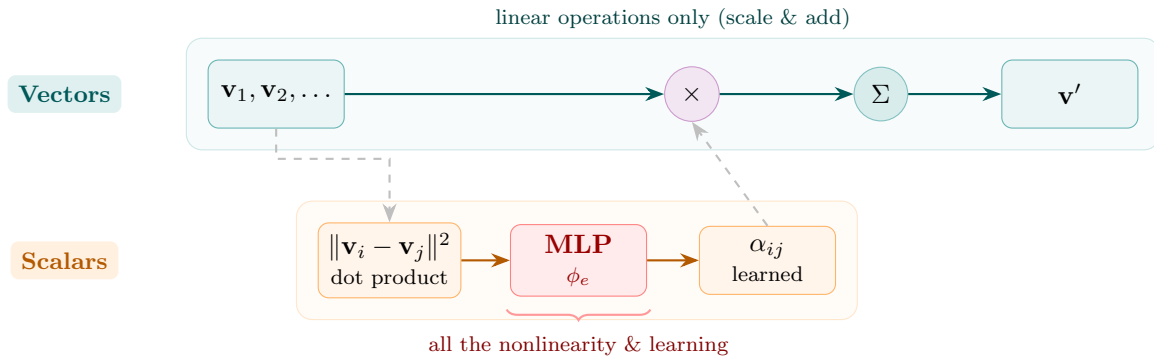 linear operations only (scale & add)
Vectors
v₁, v₂, …
×
Σ
v′
Scalars
‖vᵢ − vⱼ‖²
dot product
MLP
ϕₑ
αᵢⱼ
learned
all the nonlinearity & learning